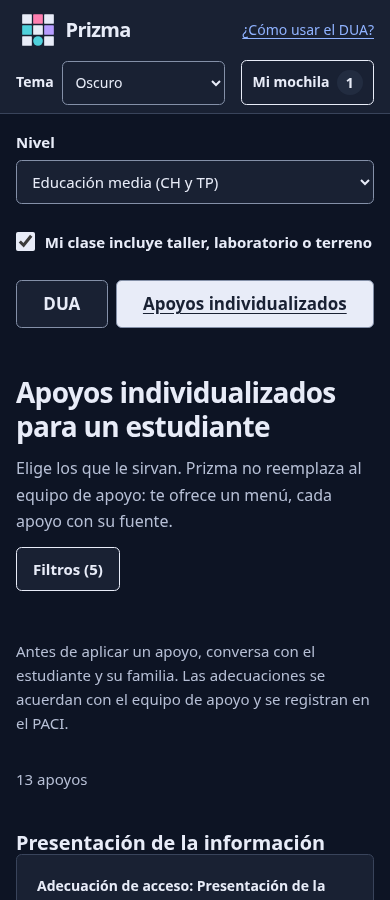 Prizma
¿Cómo usar el DUA?
Tema
Oscuro
Mi mochila 1
Nivel
Educación media (CH y TP)
Mi clase incluye taller, laboratorio o terreno
DUA
Apoyos individualizados
Apoyos individualizados
para un estudiante
Elige los que le sirvan. Prizma no reemplaza al
equipo de apoyo: te ofrece un menú, cada
apoyo con su fuente.
Filtros (5)
Antes de aplicar un apoyo, conversa con el
estudiante y su familia. Las adecuaciones se
acuerdan con el equipo de apoyo y se registran en
el PACI.
13 apoyos
Presentación de la información
Adecuación de acceso: Presentación de la